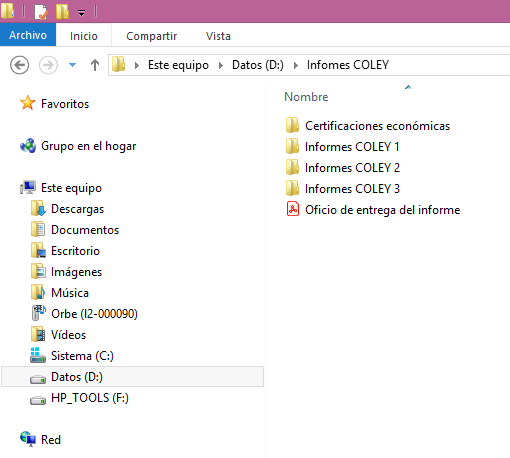 Archivo Inicio Compartir Vista
Este equipo Datos (D:) Infomes COLEY
Favoritos
Grupo en el hogar
Este equipo
Descargas
Documentos
Escritorio
Imágenes
Música
Orbe (I2-000090)
Vídeos
Sistema (C:)
Datos (D:)
HP_TOOLS (F:)
Red
Nombre
Certificaciones económicas
Informes COLEY 1
Informes COLEY 2
Informes COLEY 3
Oficio de entrega del informe